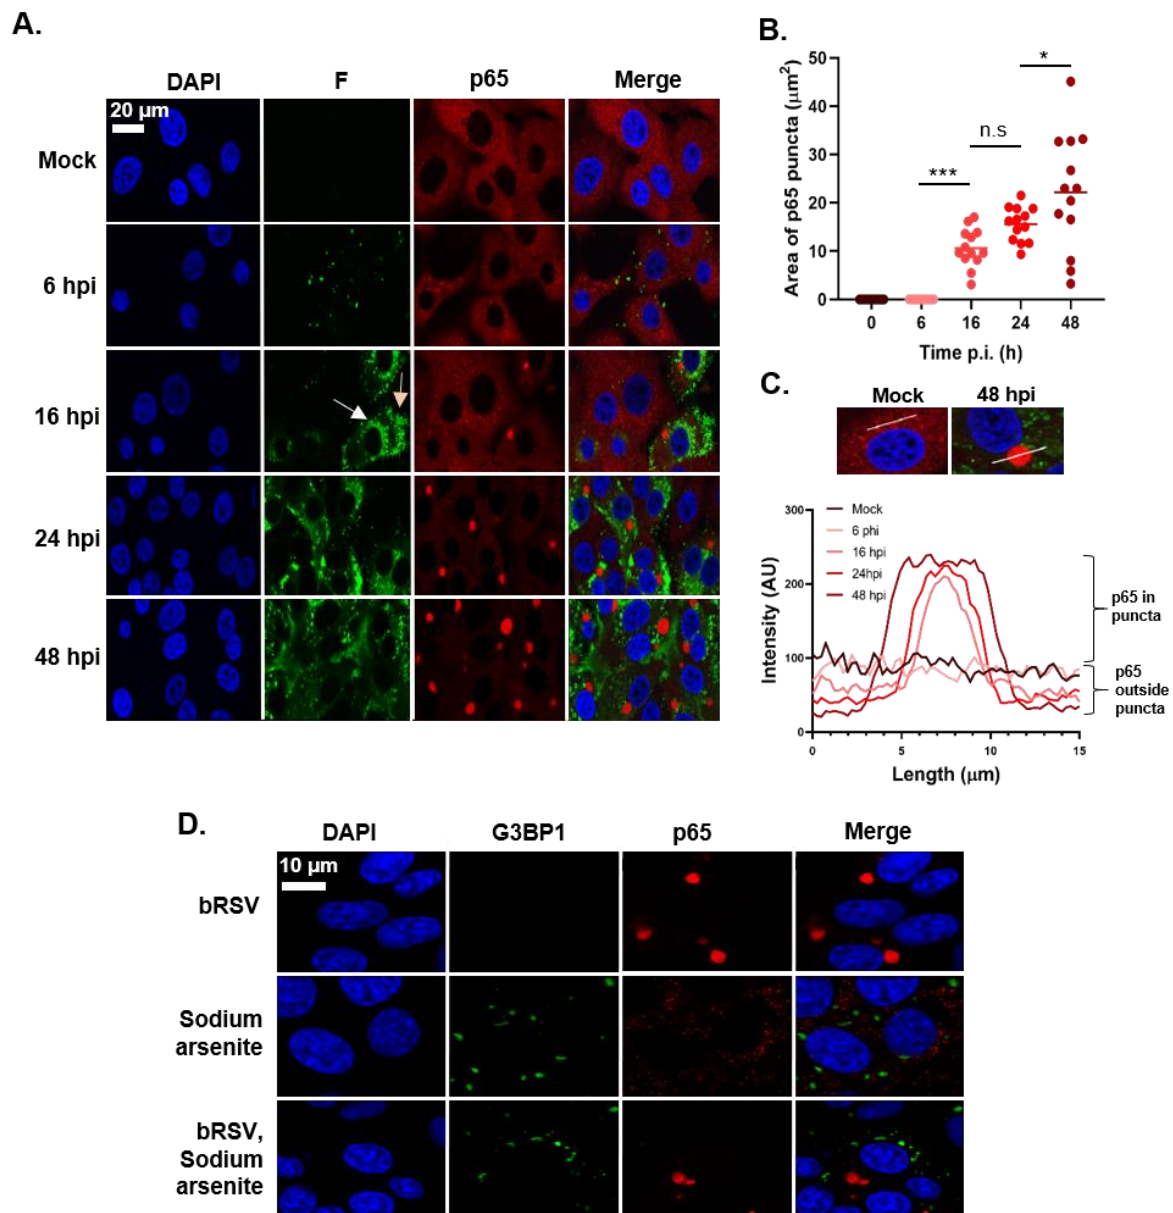 A.
DAPI F p65 Merge
20 µm
Mock
6 hpi
16 hpi
24 hpi
48 hpi
B.
Area of p65 puncta (µm²)
50
40
30
20
10
0
***
n.s
*
0 6 16 24 48
Time p.i. (h)
C.
Mock 48 hpi
Intensity (AU)
300
200
100
0
Mock
6 phi
16 hpi
24hpi
48 hpi
p65 in
puncta
p65
outside
puncta
0 5 10 15
Length (µm)
D.
DAPI G3BP1 p65 Merge
10 µm
bRSV
Sodium
arsenite
bRSV,
Sodium
arsenite